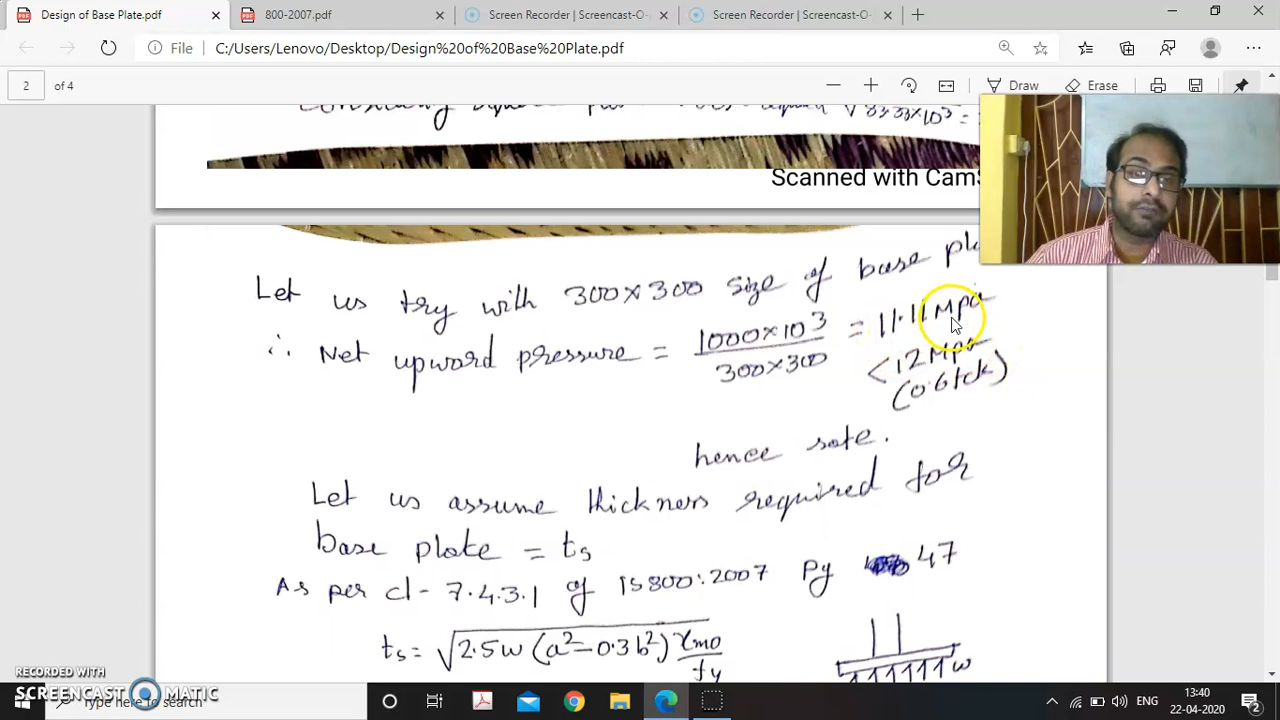 Design of Base Plate.pdf
800-2007.pdf
Screen Recorder | Screencast-O-
Screen Recorder | Screencast-O-
File
C:/Users/Lenovo/Desktop/Design%20of%20Base%20Plate.pdf
2
of 4
Draw
Erase
Scanned with CamS
Let us try with 300×300 size of base pl
∴ Net upward pressure = 1000×10³ / 300×300 = 11.11 Mpa
<12 Mpa
(0.6fck)
hence safe.
Let us assume thickness required for
base plate = ts
As per cl- 7.4.3.1 of IS 800:2007 Pg 47
ts = √2.5w (a²-0.3b²) γmo / fy
w
RECORDED WITH
SCREENCAST MATIC
Type here to search
ENG
13:40
22-04-2020
2